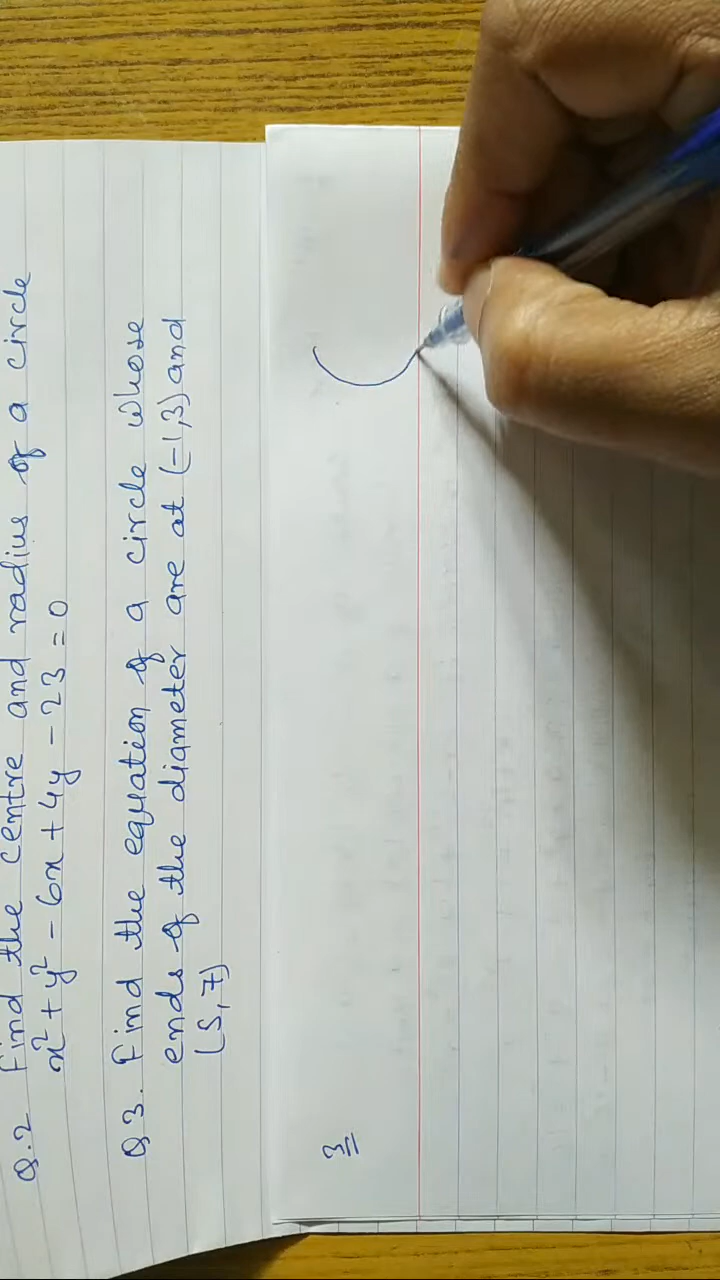 Q.2 Find the centre and radius of a circle
x²+y²-6x+4y-23=0
Q3. Find the equation of a circle whose
ends of the diameter are at (-1,3) and
(5,7)
3